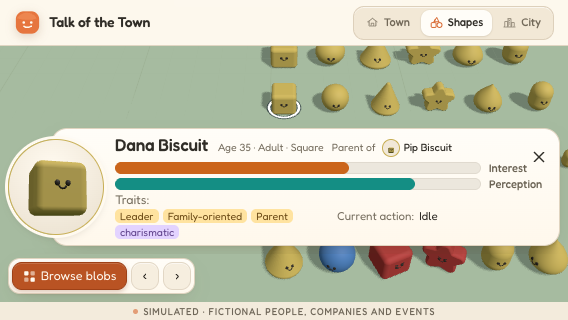 Talk of the Town
Town
Shapes
City
Dana Biscuit
Age 35 · Adult · Square
Parent of
Pip Biscuit
Interest
Perception
Traits:
Leader
Family-oriented
Parent
charismatic
Current action: Idle
Browse blobs
SIMULATED · FICTIONAL PEOPLE, COMPANIES AND EVENTS